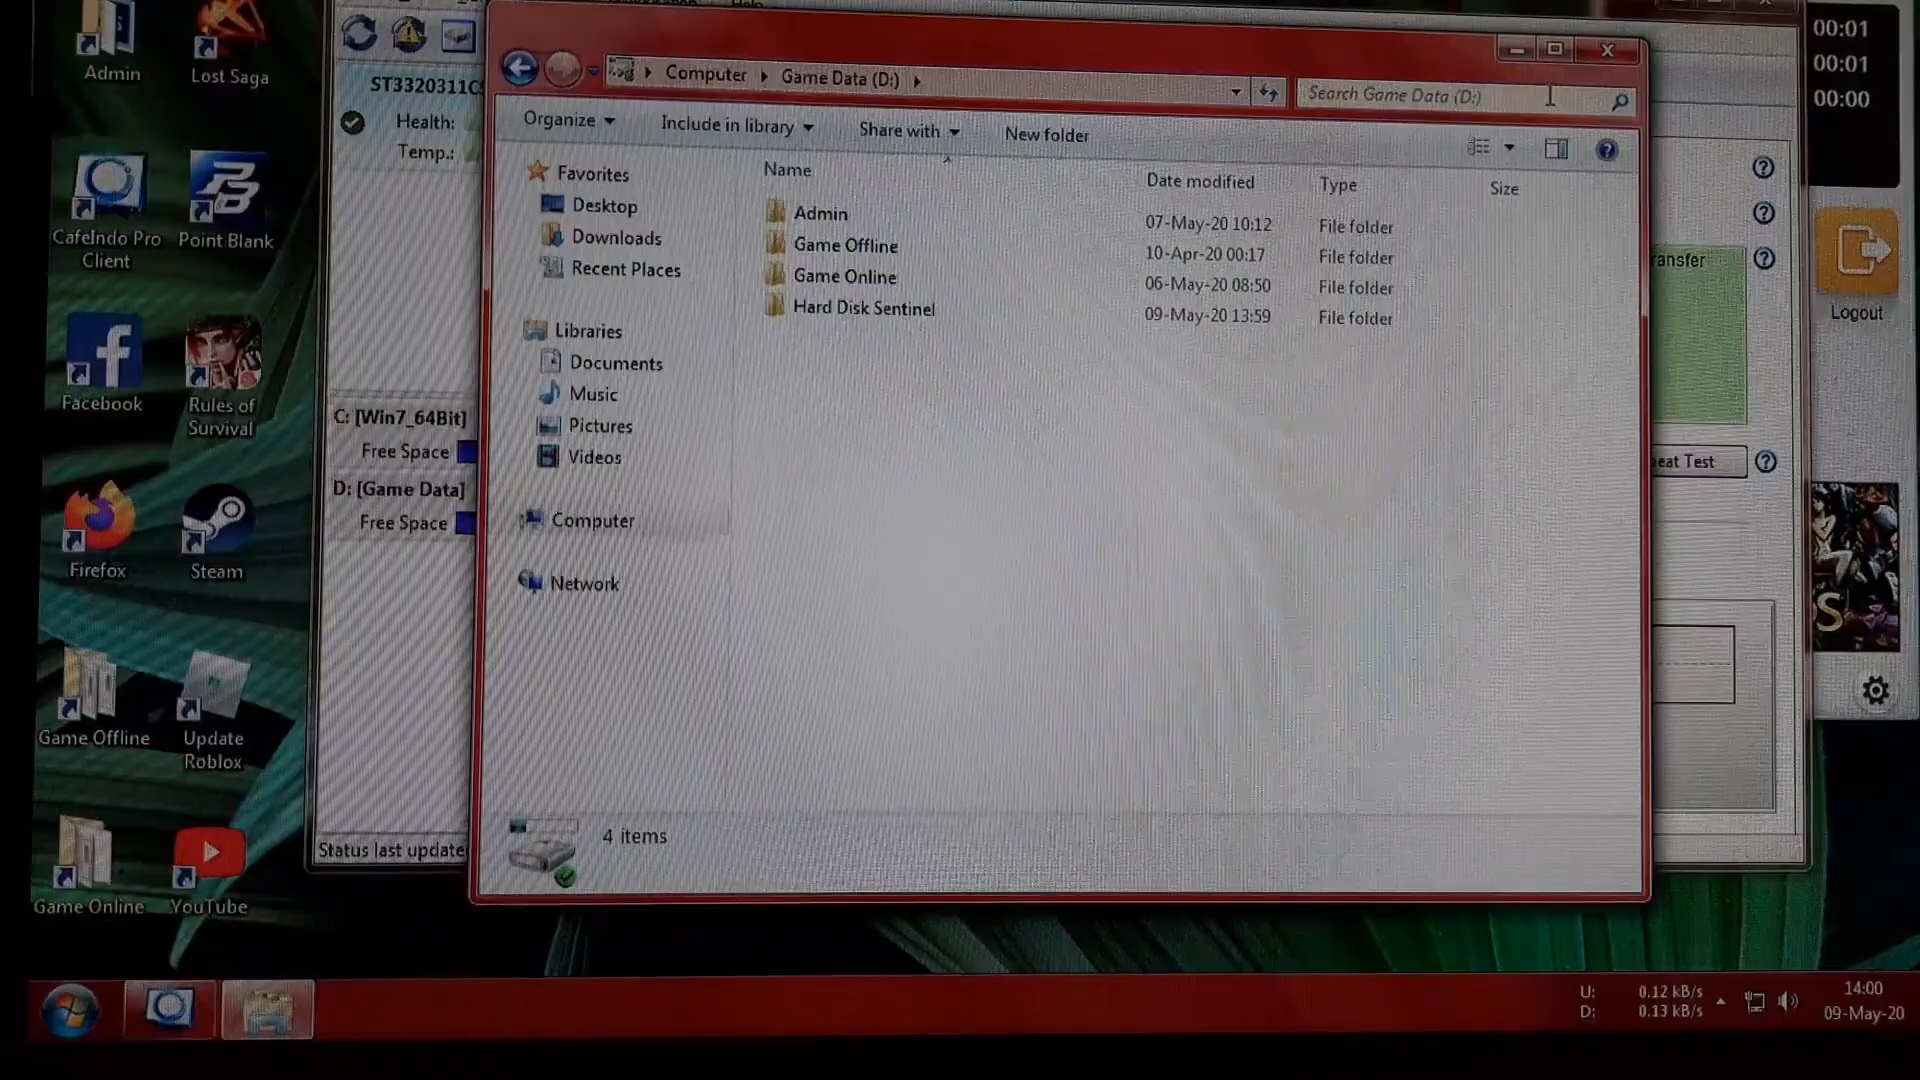 Admin
Lost Saga
CafeIndo Pro
Client
Point Blank
Facebook
Rules of
Survival
Firefox
Steam
Game Offline
Update
Roblox
Game Online
YouTube
Health:
Temp.:
C: [Win7_64Bit]
Free Space
D: [Game Data]
Free Space
Status last update
Computer
Game Data (D:)
Search Game Data (D:)
Organize
Include in library
Share with
New folder
Favorites
Desktop
Downloads
Recent Places
Libraries
Documents
Music
Pictures
Videos
Computer
Network
Name Date modified Type Size
Admin 07-May-20 10:12 File folder
Game Offline 10-Apr-20 00:17 File folder
Game Online 06-May-20 08:50 File folder
Hard Disk Sentinel 09-May-20 13:59 File folder
4 items
ransfer
eat Test
00:01
00:01
00:00
Logout
S
U: 0.12 kB/s
D: 0.13 kB/s
14:00
09-May-20